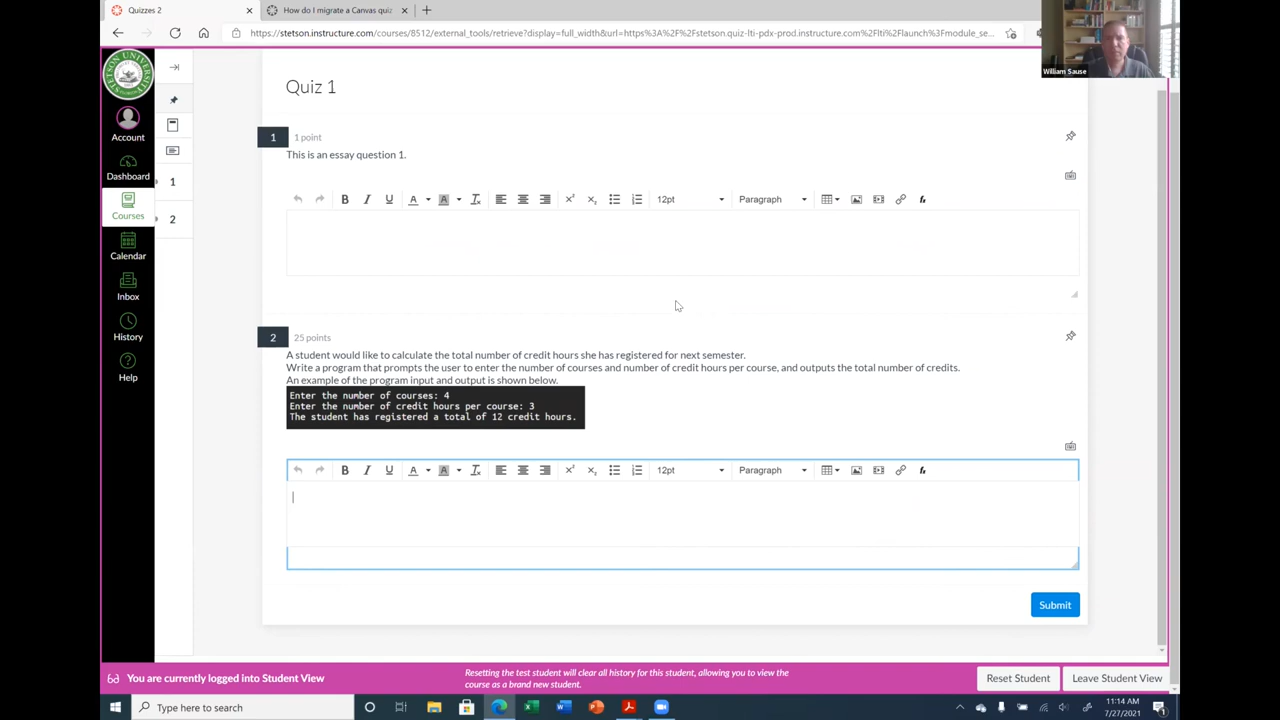 Quizzes 2
How do I migrate a Canvas quiz
https://stetson.instructure.com/courses/8512/external_tools/retrieve?display=full_width&url=https%3A%2F%2Fstetson.quiz-lti-pdx-prod.instructure.com%2Flti%2Flaunch%3Fmodule_se...
William Sause
STETSON UNIVERSITY
Account
Dashboard
Courses
Calendar
Inbox
History
Help
1
2
Quiz 1
1 1 point
This is an essay question 1.
B I U A A 12pt Paragraph
2 25 points
A student would like to calculate the total number of credit hours she has registered for next semester.
Write a program that prompts the user to enter the number of courses and number of credit hours per course, and outputs the total number of credits.
An example of the program input and output is shown below.
Enter the number of courses: 4
Enter the number of credit hours per course: 3
The student has registered a total of 12 credit hours.
B I U A A 12pt Paragraph
Submit
You are currently logged into Student View
Resetting the test student will clear all history for this student, allowing you to view the
course as a brand new student.
Reset Student
Leave Student View
Type here to search
11:14 AM
7/27/2021